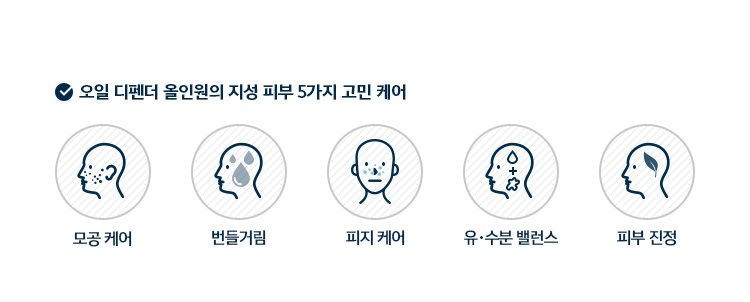 오일 디펜더 올인원의 지성 피부 5가지 고민 케어
모공 케어
번들거림
피지 케어
유·수분 밸런스
피부 진정